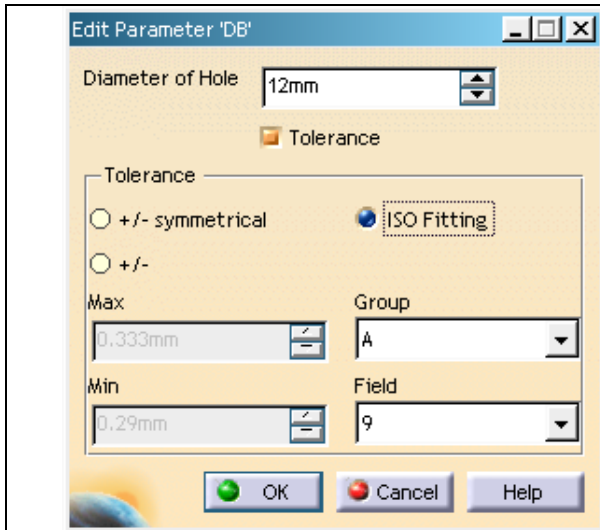 Edit Parameter 'DB'
Diameter of Hole 12mm
Tolerance
Tolerance
+/- symmetrical ISO Fitting
+/-
Max Group
0.333mm A
Min Field
0.29mm 9
OK Cancel Help